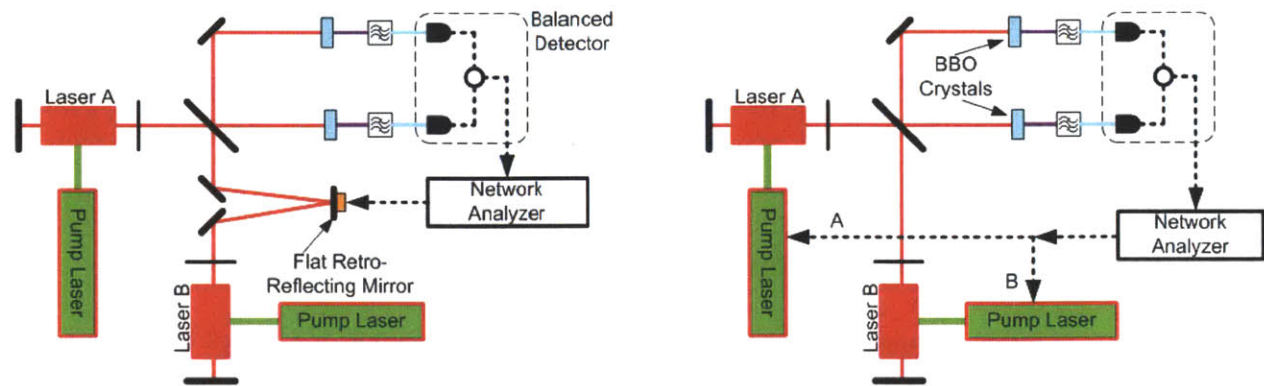 Balanced
Detector
Laser A
Pump Laser
Network
Analyzer
Flat Retro-
Reflecting Mirror
Laser B
Pump Laser
BBO
Crystals
Laser A
Pump Laser
A
Network
Analyzer
B
Laser B
Pump Laser